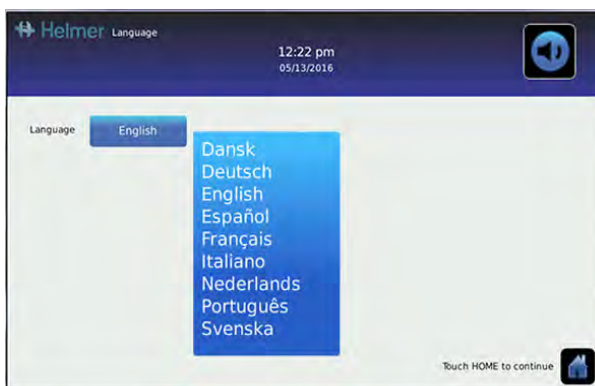 Helmer Language
12:22 pm
05/13/2016
Language English
Dansk
Deutsch
English
Español
Français
Italiano
Nederlands
Português
Svenska
Touch HOME to continue